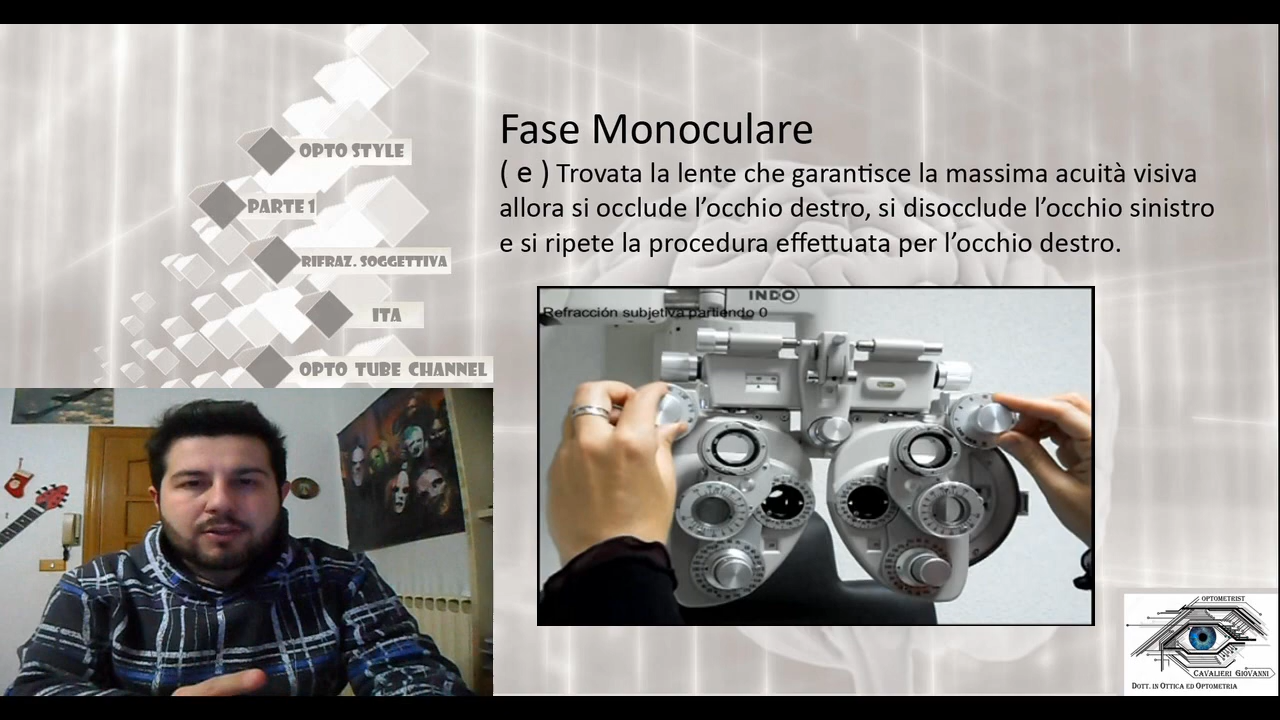 OPTO STYLE
PARTE 1
RIFRAZ. SOGGETTIVA
ITA
OPTO TUBE CHANNEL
Fase Monoculare
( e ) Trovata la lente che garantisce la massima acuità visiva
allora si occlude l’occhio destro, si disocclude l’occhio sinistro
e si ripete la procedura effettuata per l’occhio destro.
INDO
Refracción subjetiva partiendo 0
OPTOMETRIST
CAVALIERI GIOVANNI
DOTT. IN OTTICA ED OPTOMETRIA